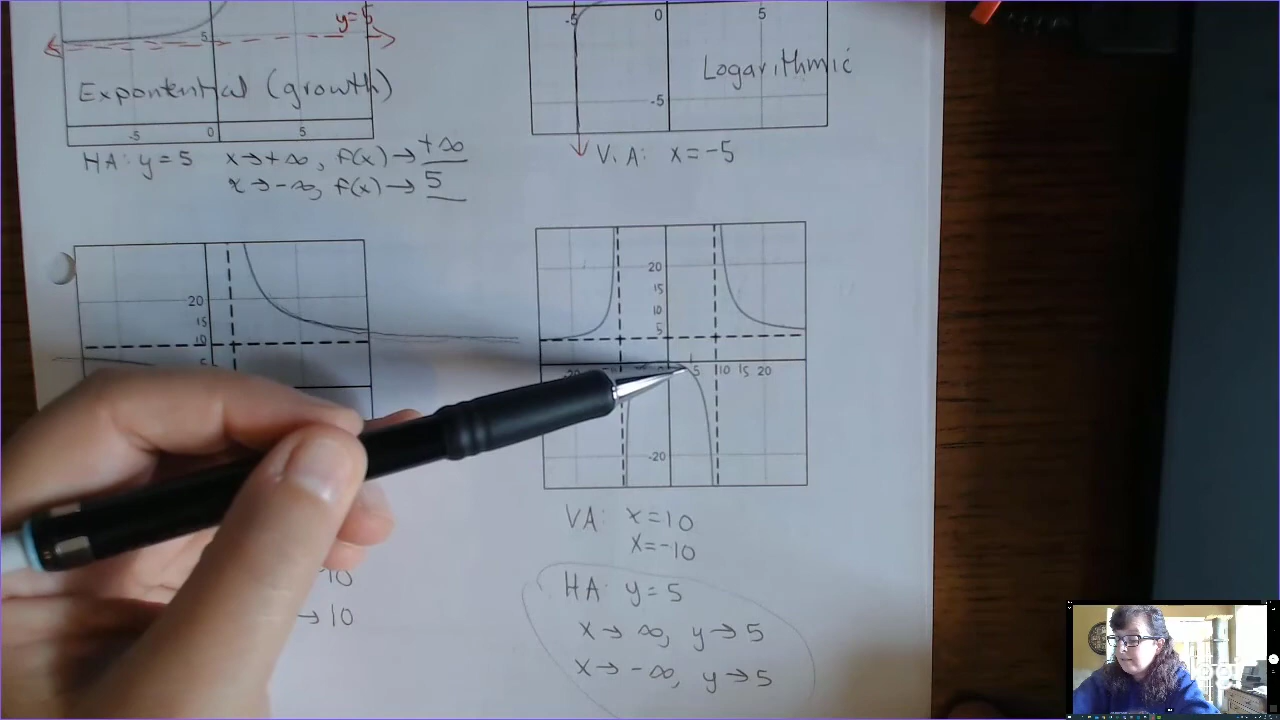 y=5
5
Expontential (growth)
-5 0 5
HA: y=5 x→+∞, f(x)→ +∞
x→-∞, f(x)→ 5
-5 0 5
Logarithmic
-5
V.A: x=-5
20
15
10
5
20
15
10
5
5 10 15 20
-20
VA: x=10
x=-10
HA: y=5
x→ ∞, y→5
x→ -∞, y→5
→ 10